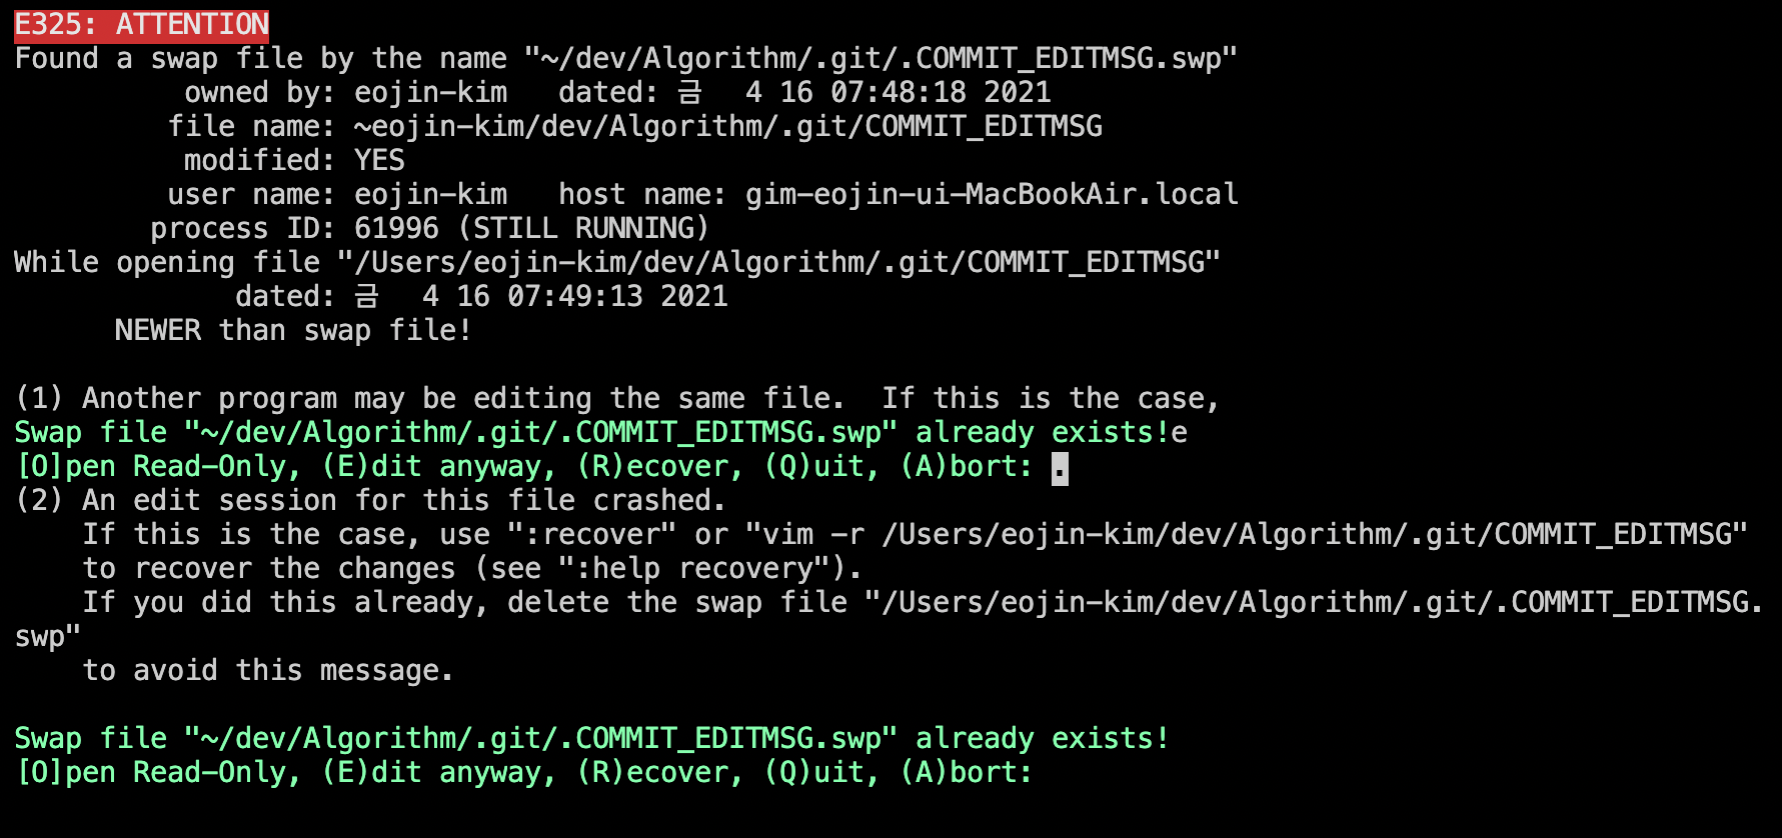 E325: ATTENTION
Found a swap file by the name "~/dev/Algorithm/.git/.COMMIT_EDITMSG.swp"
          owned by: eojin-kim   dated: 금   4 16 07:48:18 2021
         file name: ~eojin-kim/dev/Algorithm/.git/COMMIT_EDITMSG
          modified: YES
         user name: eojin-kim   host name: gim-eojin-ui-MacBookAir.local
        process ID: 61996 (STILL RUNNING)
While opening file "/Users/eojin-kim/dev/Algorithm/.git/COMMIT_EDITMSG"
             dated: 금   4 16 07:49:13 2021
      NEWER than swap file!

(1) Another program may be editing the same file.  If this is the case,
Swap file "~/dev/Algorithm/.git/.COMMIT_EDITMSG.swp" already exists!e
[O]pen Read-Only, (E)dit anyway, (R)ecover, (Q)uit, (A)bort: .
(2) An edit session for this file crashed.
    If this is the case, use ":recover" or "vim -r /Users/eojin-kim/dev/Algorithm/.git/COMMIT_EDITMSG"
    to recover the changes (see ":help recovery").
    If you did this already, delete the swap file "/Users/eojin-kim/dev/Algorithm/.git/.COMMIT_EDITMSG.
swp"
    to avoid this message.

Swap file "~/dev/Algorithm/.git/.COMMIT_EDITMSG.swp" already exists!
[O]pen Read-Only, (E)dit anyway, (R)ecover, (Q)uit, (A)bort: